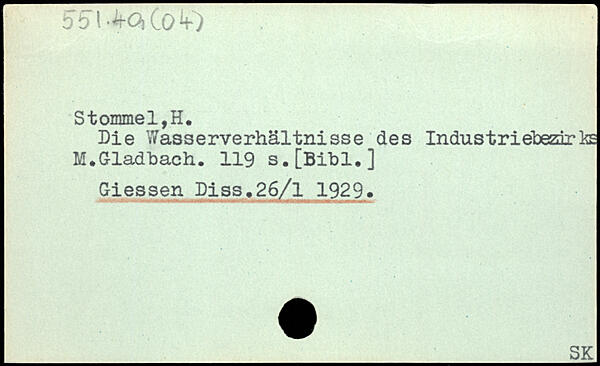 551.49(04)
Stommel,H.
Die Wasserverhältnisse des Industriebezirks
M.Gladbach. 119 s.[Bibl.]
Giessen Diss.26/1 1929.
SK